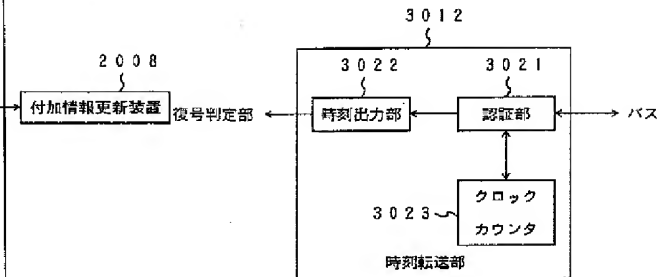 3012
2008
3022
3021
付加情報更新装置
復号判定部
時刻出力部
認証部
バス
3023
クロック
カウンタ
時刻転送部